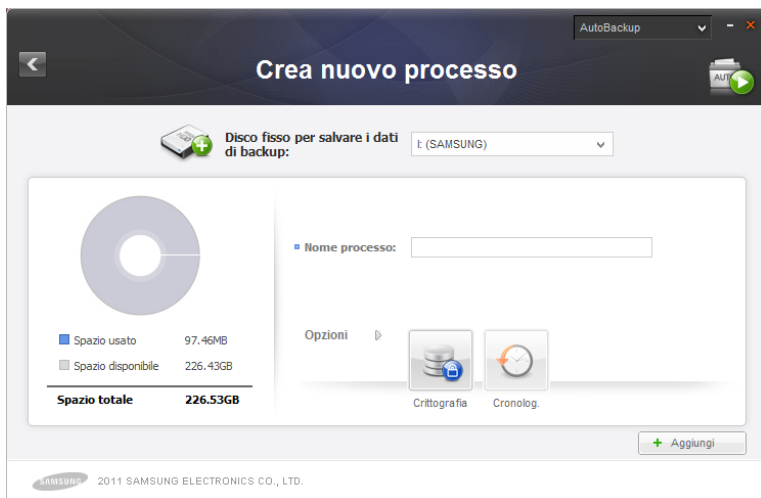 AutoBackup
Crea nuovo processo
AUTO
Disco fisso per salvare i dati
di backup:
I: (SAMSUNG)
Nome processo:
Spazio usato 97.46MB
Spazio disponibile 226.43GB
Spazio totale 226.53GB
Opzioni
Crittografia Cronolog.
+ Aggiungi
SAMSUNG 2011 SAMSUNG ELECTRONICS CO., LTD.